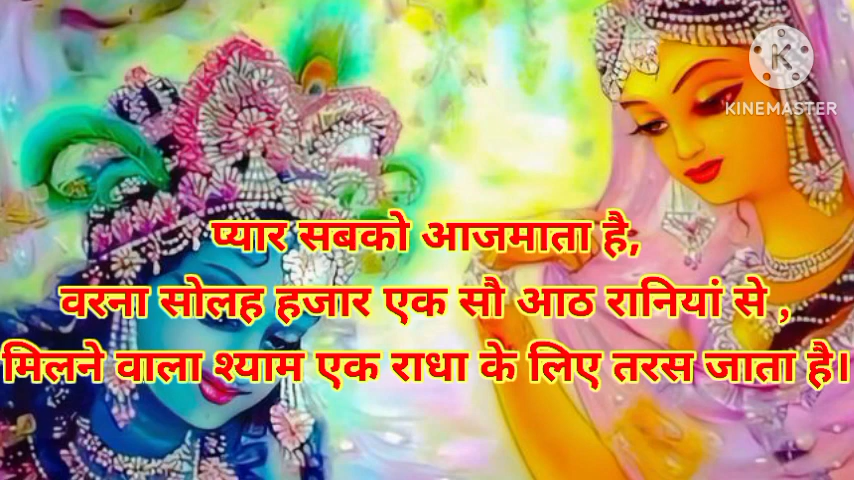 KINEMASTER
प्यार सबको आजमाता है,
वरना सोलह हजार एक सौ आठ रानियां से ,
मिलने वाला श्याम एक राधा के लिए तरस जाता है।